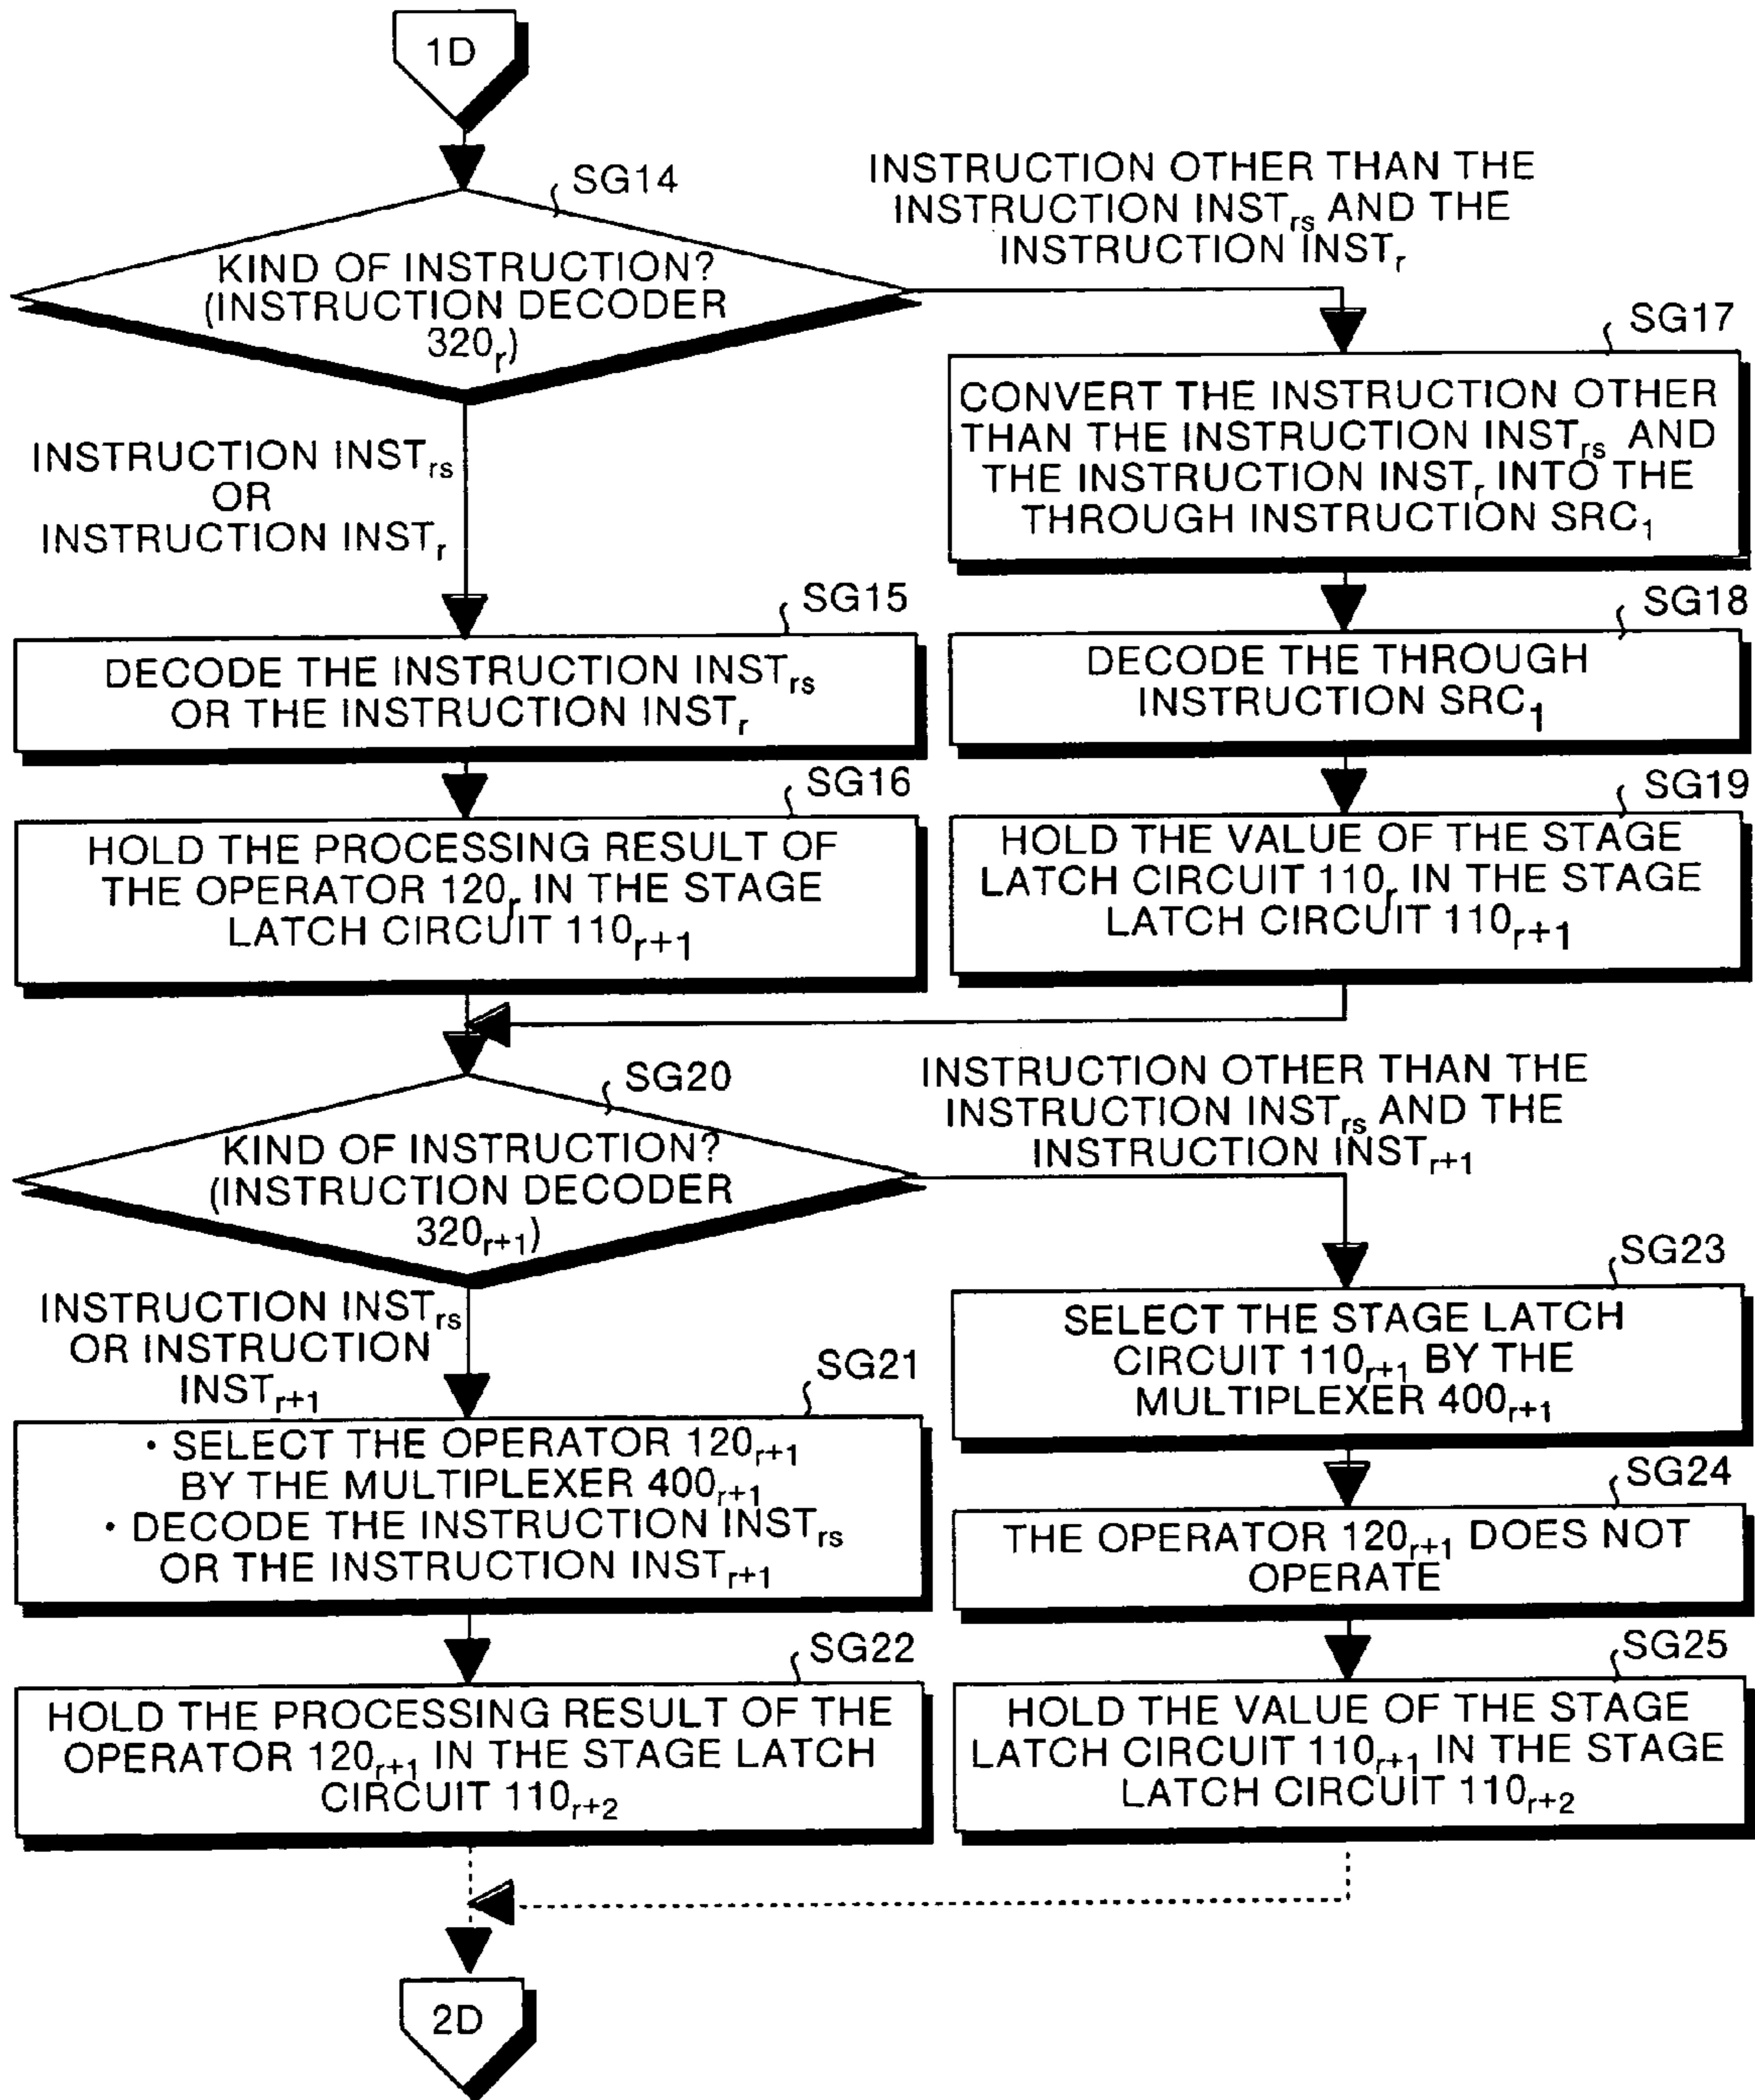 1D
SG14
KIND OF INSTRUCTION?
(INSTRUCTION DECODER
320r)
INSTRUCTION OTHER THAN THE
INSTRUCTION INSTrs AND THE
INSTRUCTION INSTr
INSTRUCTION INSTrs
OR
INSTRUCTION INSTr
SG17
CONVERT THE INSTRUCTION OTHER
THAN THE INSTRUCTION INSTrs AND
THE INSTRUCTION INSTr INTO THE
THROUGH INSTRUCTION SRC1
SG15
DECODE THE INSTRUCTION INSTrs
OR THE INSTRUCTION INSTr
SG18
DECODE THE THROUGH
INSTRUCTION SRC1
SG16
HOLD THE PROCESSING RESULT OF
THE OPERATOR 120r IN THE STAGE
LATCH CIRCUIT 110r+1
SG19
HOLD THE VALUE OF THE STAGE
LATCH CIRCUIT 110r IN THE STAGE
LATCH CIRCUIT 110r+1
SG20
KIND OF INSTRUCTION?
(INSTRUCTION DECODER
320r+1)
INSTRUCTION OTHER THAN THE
INSTRUCTION INSTrs AND THE
INSTRUCTION INSTr+1
INSTRUCTION INSTrs
OR INSTRUCTION
INSTr+1
SG21
• SELECT THE OPERATOR 120r+1
BY THE MULTIPLEXER 400r+1
• DECODE THE INSTRUCTION INSTrs
OR THE INSTRUCTION INSTr+1
SG23
SELECT THE STAGE LATCH
CIRCUIT 110r+1 BY THE
MULTIPLEXER 400r+1
SG24
THE OPERATOR 120r+1 DOES NOT
OPERATE
SG22
HOLD THE PROCESSING RESULT OF THE
OPERATOR 120r+1 IN THE STAGE LATCH
CIRCUIT 110r+2
SG25
HOLD THE VALUE OF THE STAGE
LATCH CIRCUIT 110r+1 IN THE STAGE
LATCH CIRCUIT 110r+2
2D